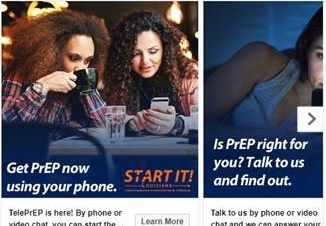 Get PrEP now
using your phone.
START IT!
LOUISIANA
TelePrEP is here! By phone or
video chat, you can start the...
Learn More
Is PrEP right for
you? Talk to us
and find out.
Talk to us by phone or video
chat and we can answer your